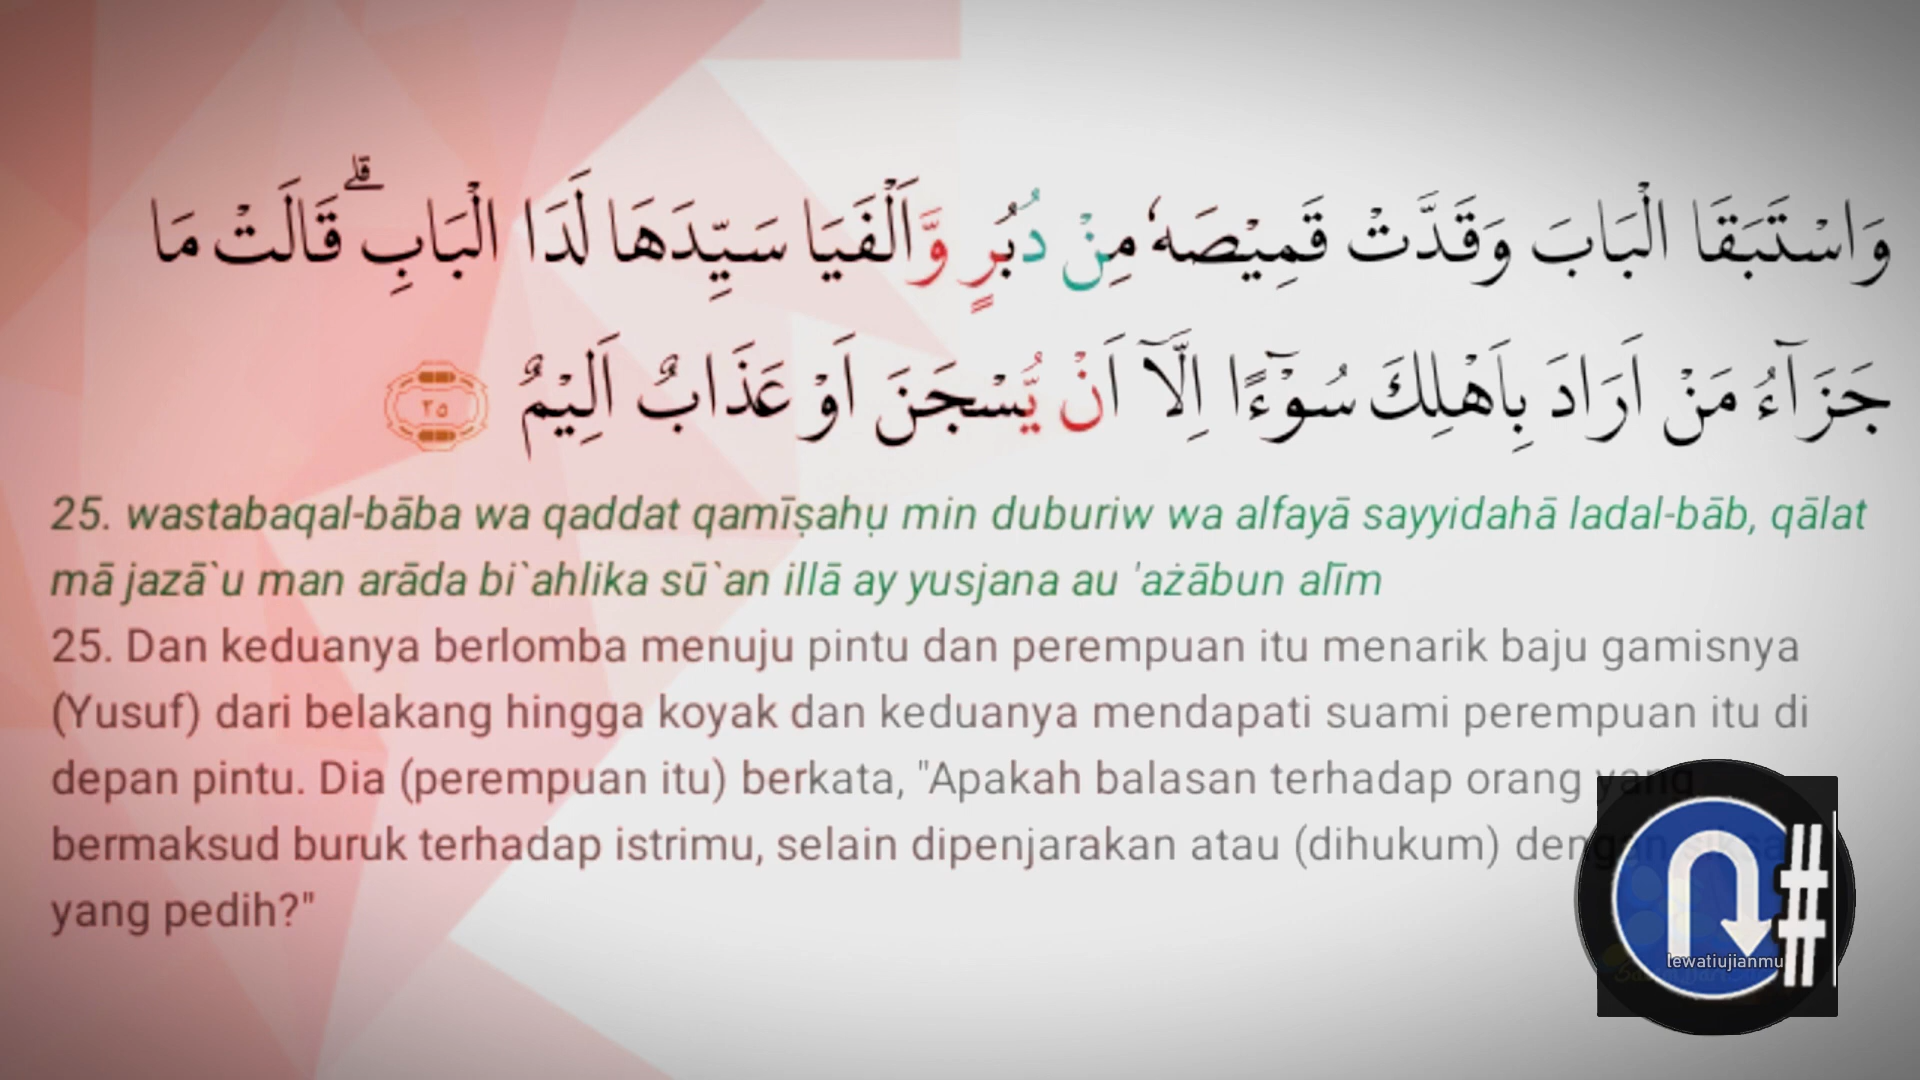 وَاسْتَبَقَا الْبَابَ وَقَدَّتْ قَمِيْصَهٗ مِنْ دُبُرٍ وَّاَلْفَيَا سَيِّدَهَا لَدَا الْبَابِۗ قَالَتْ مَا
جَزَاۤءُ مَنْ اَرَادَ بِاَهْلِكَ سُوْۤءًا اِلَّآ اَنْ يُّسْجَنَ اَوْ عَذَابٌ اَلِيْمٌ ٢٥
25. wastabaqal-bāba wa qaddat qamīṣahụ min duburiw wa alfayā sayyidahā ladal-bāb, qālat
mā jazā`u man arāda bi`ahlika sū`an illā ay yusjana au 'ażābun alīm
25. Dan keduanya berlomba menuju pintu dan perempuan itu menarik baju gamisnya
(Yusuf) dari belakang hingga koyak dan keduanya mendapati suami perempuan itu di
depan pintu. Dia (perempuan itu) berkata, "Apakah balasan terhadap orang yang
bermaksud buruk terhadap istrimu, selain dipenjarakan atau (dihukum) dengan siksa
yang pedih?"
#
lewatiujianmu